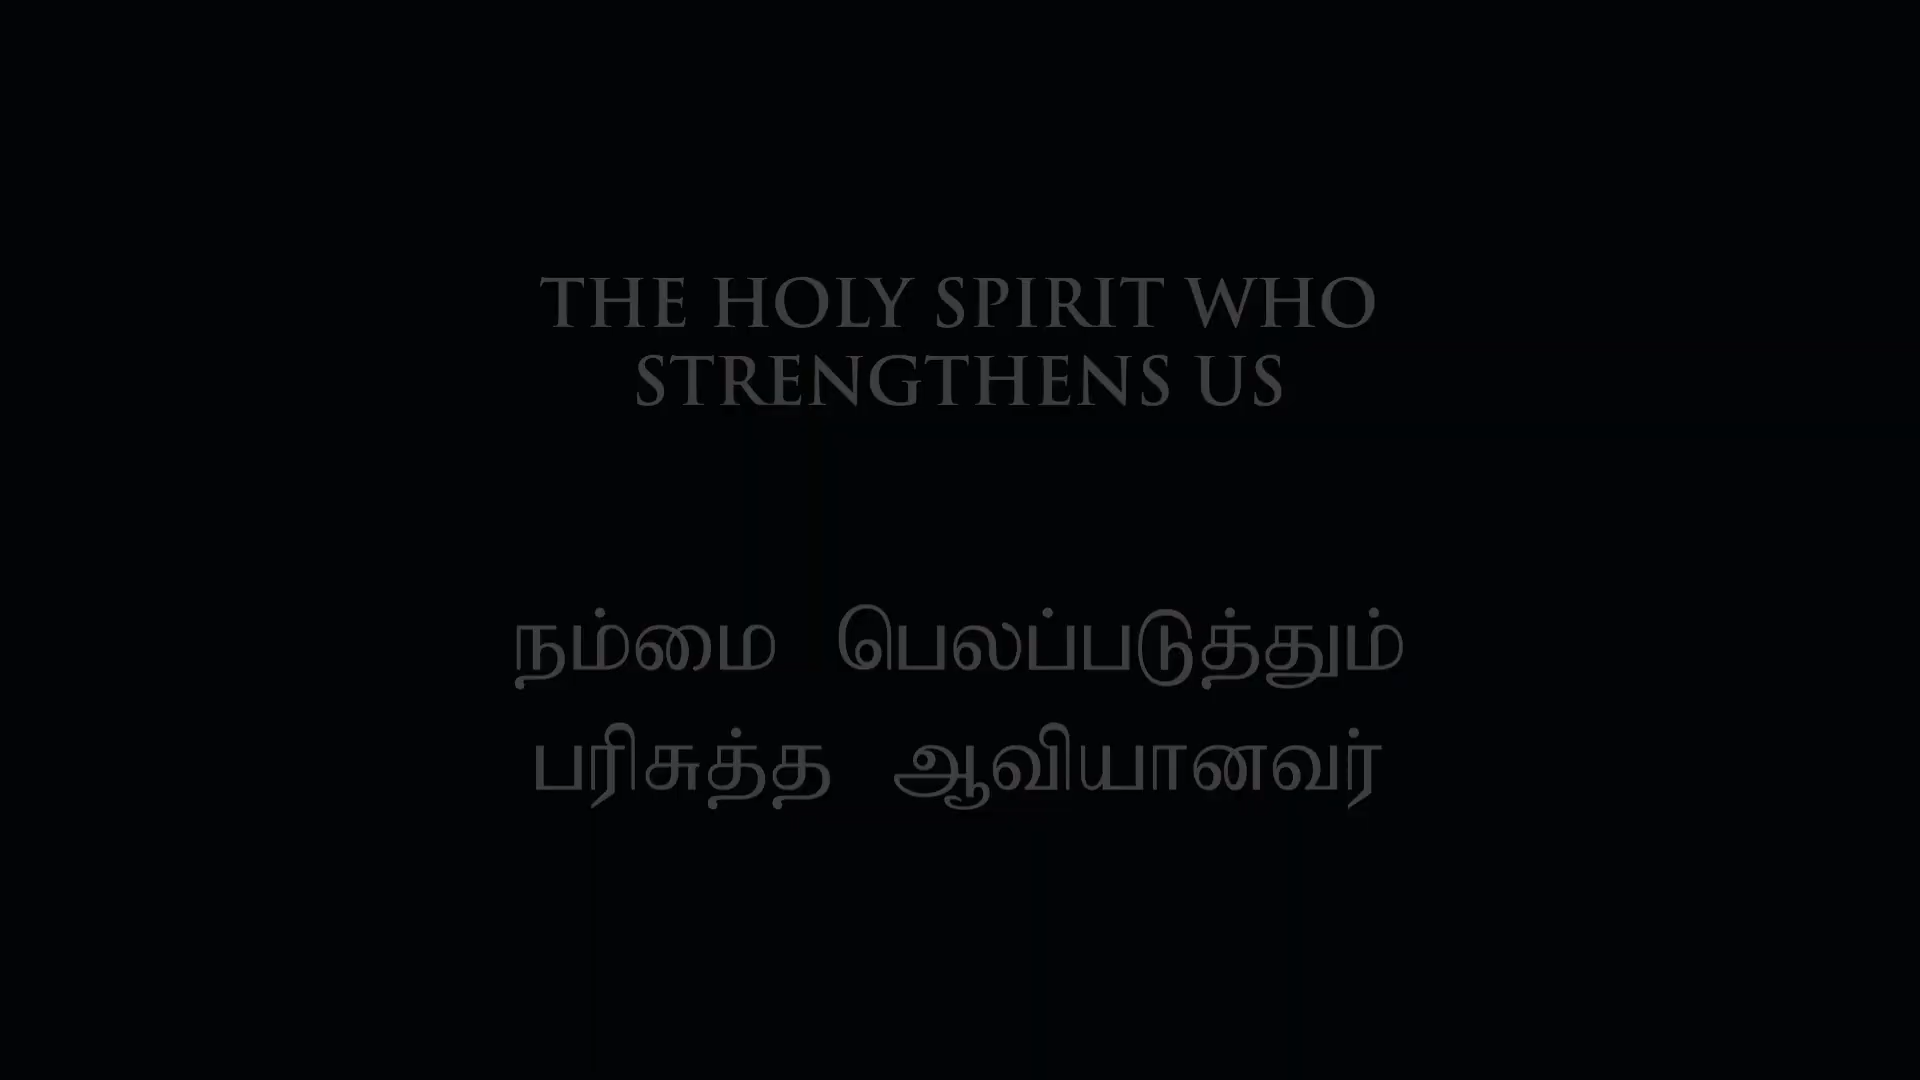 THE HOLY SPIRIT WHO
STRENGTHENS US
நம்மை பெலப்படுத்தும்
பரிசுத்த ஆவியானவர்